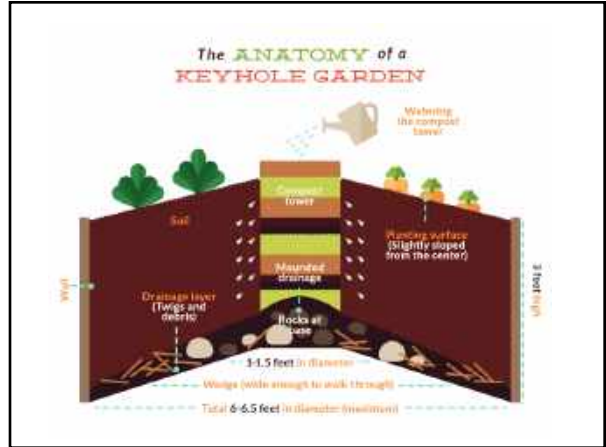 The ANATOMY of a
KEYHOLE GARDEN
Watering
the compost
tower
Compost
tower
Soil
Planting surface
(Slightly sloped
from the center)
Mounded
drainage
Wall
3 foot high
Drainage layer
(Twigs and
debris)
Rocks at
base
1-1.5 feet in diameter
Wedge (wide enough to walk through)
Total 6-6.5 feet in diameter (maximum)